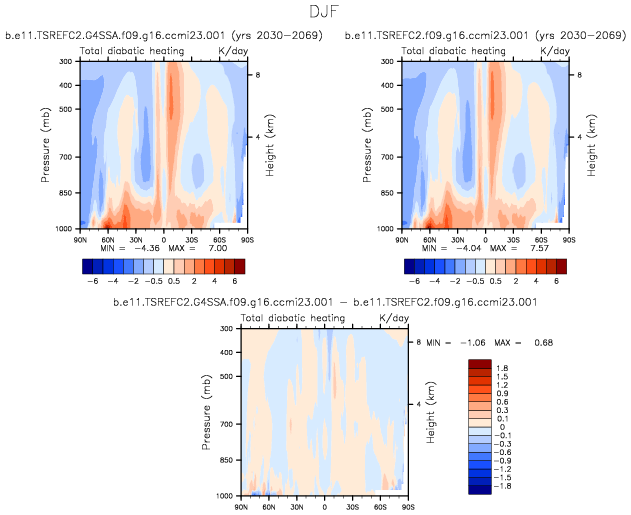 DJF
b.e11.TSREFC2.G4SSA.f09.g16.ccmi23.001 (yrs 2030-2069)
b.e11.TSREFC2.f09.g16.ccmi23.001 (yrs 2030-2069)
Total diabatic heating K/day
Total diabatic heating K/day
Pressure (mb)
300
400
500
700
850
1000
8
4
Height (km)
90N 60N 30N 0 30S 60S 90S
MIN = -4.36 MAX = 7.00
-6 -4 -2 -1 -0.5 0 0.5 1 2 4 6
Pressure (mb)
300
400
500
700
850
1000
8
4
Height (km)
90N 60N 30N 0 30S 60S 90S
MIN = -4.04 MAX = 7.57
-6 -4 -2 -1 -0.5 0 0.5 1 2 4 6
b.e11.TSREFC2.G4SSA.f09.g16.ccmi23.001 - b.e11.TSREFC2.f09.g16.ccmi23.001
Total diabatic heating K/day
Pressure (mb)
300
400
500
700
850
1000
8
4
Height (km)
90N 60N 30N 0 30S 60S 90S
MIN = -1.06 MAX = 0.68
1.8
1.5
1.2
0.9
0.6
0.3
0.1
0
-0.1
-0.3
-0.6
-0.9
-1.2
-1.5
-1.8